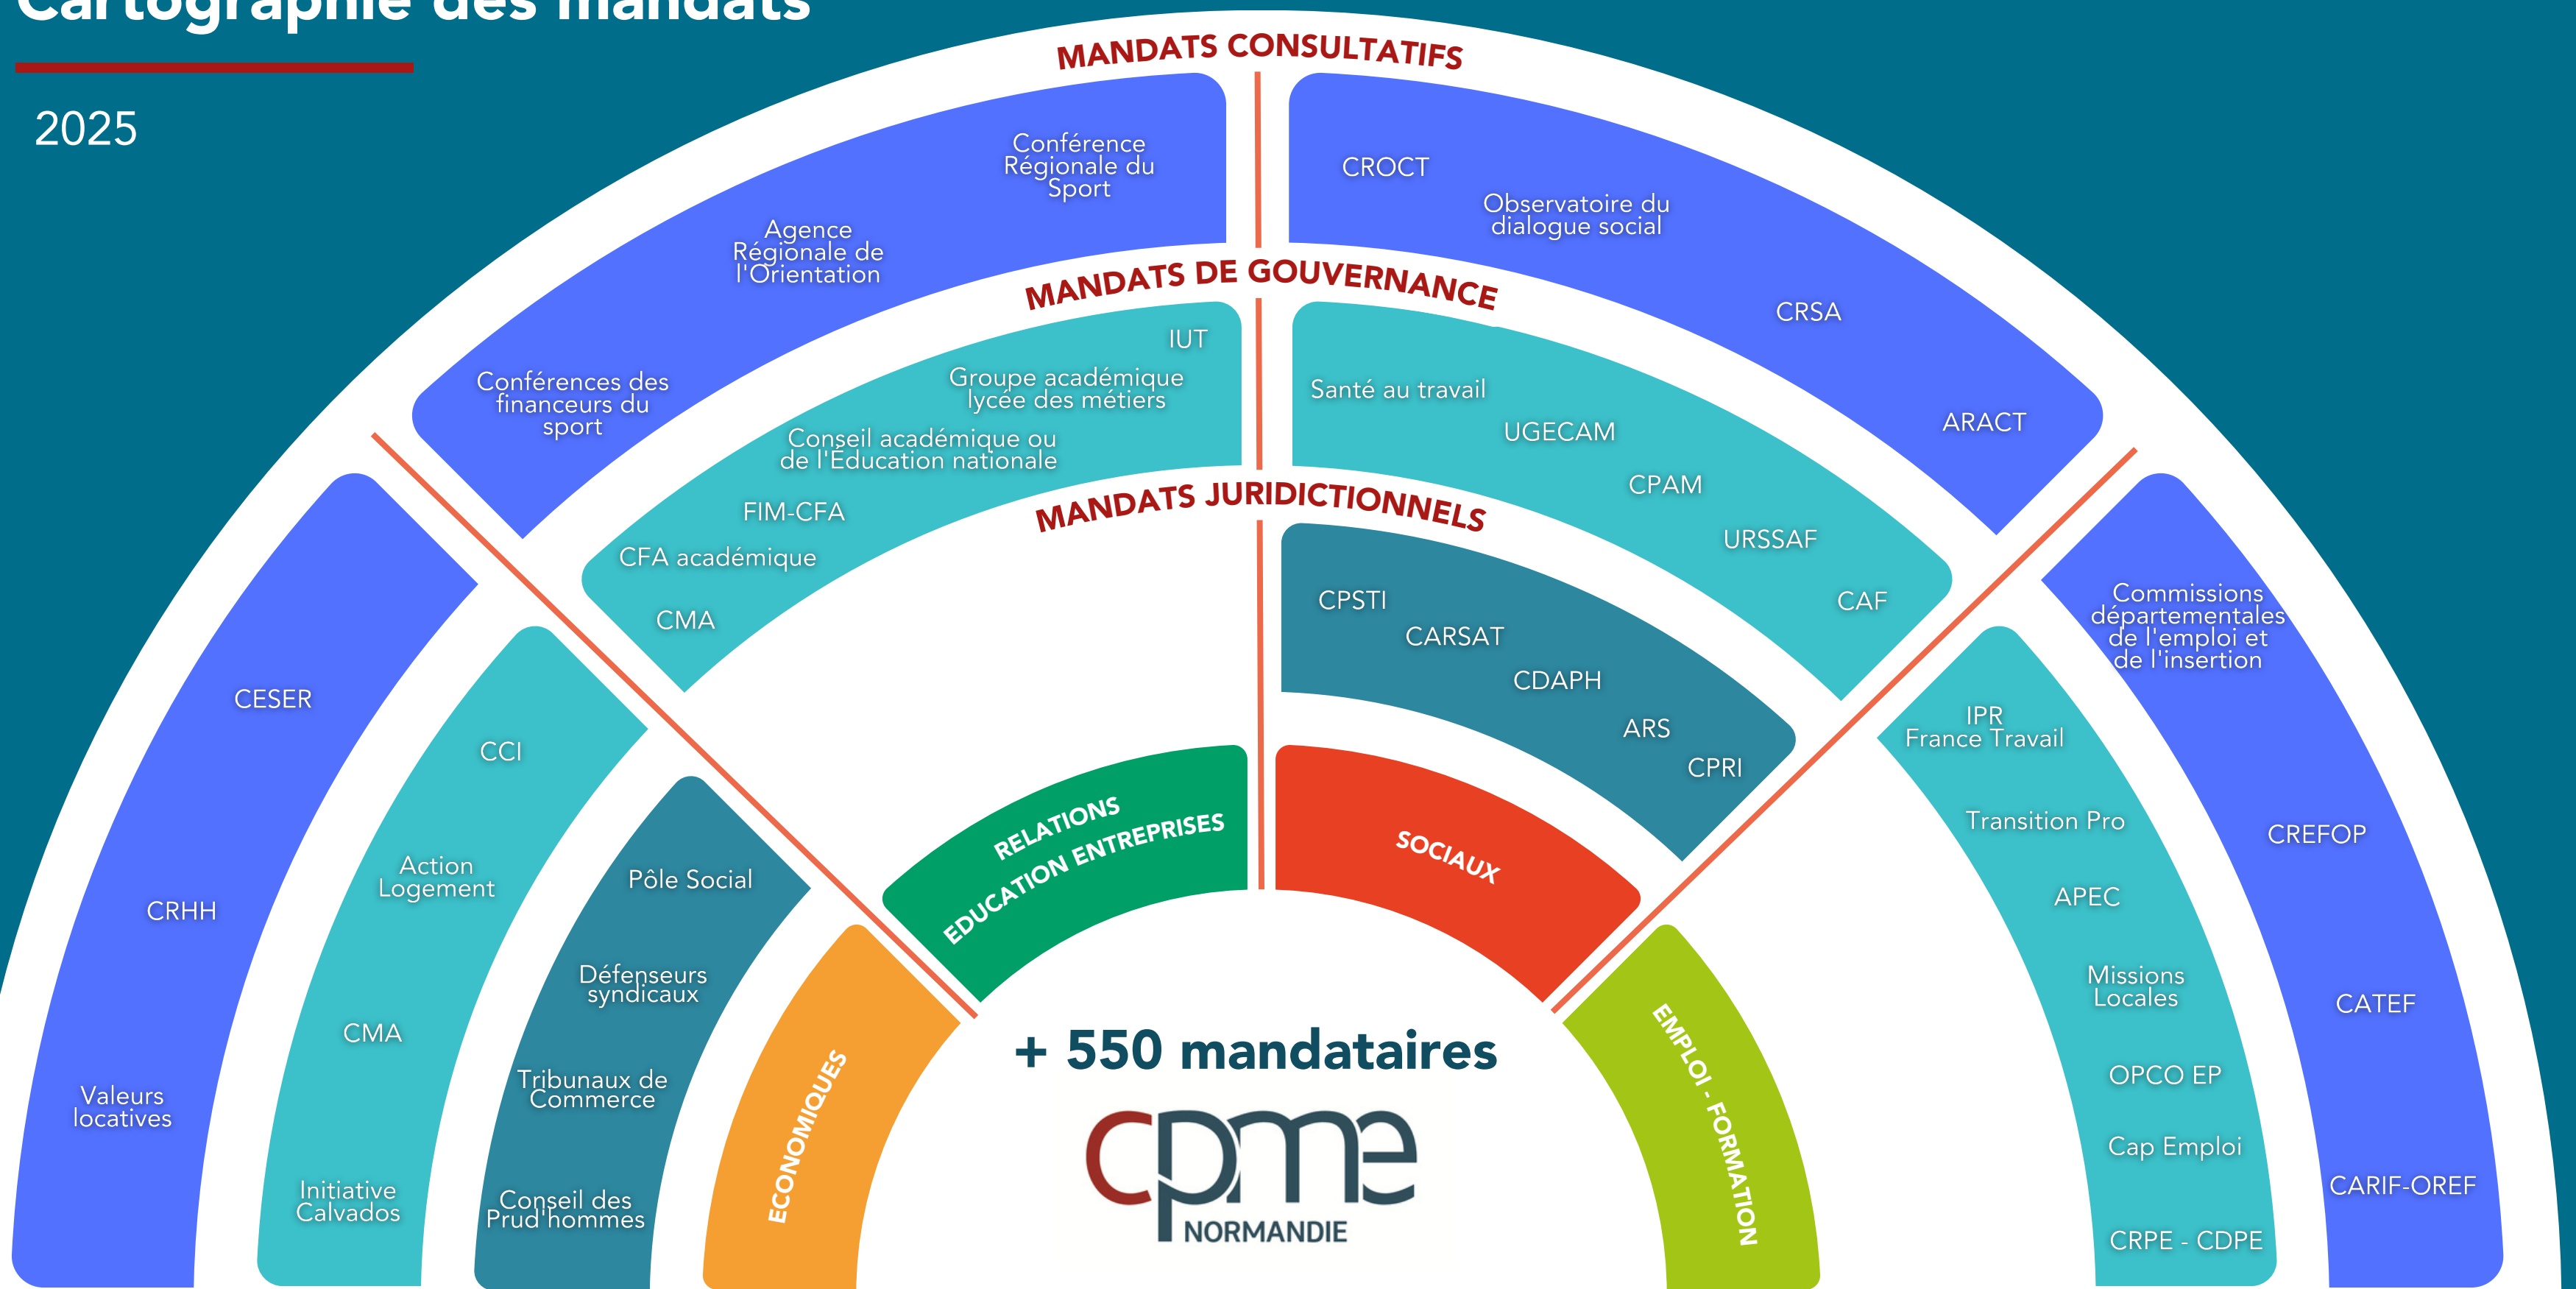 Cartographie des mandats
2025
MANDATS CONSULTATIFS
Conférence
Régionale du
Sport
Agence
Régionale de
l'Orientation
Conférences des
financeurs du
sport
CROCT
Observatoire du
dialogue social
CRSA
ARACT
CESER
CRHH
Valeurs
locatives
Commissions
départementales
de l'emploi et
de l'insertion
CREFOP
CATEF
CARIF-OREF
MANDATS DE GOUVERNANCE
IUT
Groupe académique
lycée des métiers
Conseil académique ou
de l'Éducation nationale
FIM-CFA
CFA académique
CMA
Santé au travail
UGECAM
CPAM
URSSAF
CAF
CCI
Action
Logement
CMA
Initiative
Calvados
IPR
France Travail
Transition Pro
APEC
Missions
Locales
OPCO EP
Cap Emploi
CRPE - CDPE
MANDATS JURIDICTIONNELS
CPSTI
CARSAT
CDAPH
ARS
CPRI
Pôle Social
Défenseurs
syndicaux
Tribunaux de
Commerce
Conseil des
Prud'hommes
ECONOMIQUES
RELATIONS
EDUCATION ENTREPRISES
SOCIAUX
EMPLOI - FORMATION
+ 550 mandataires
cpme
NORMANDIE